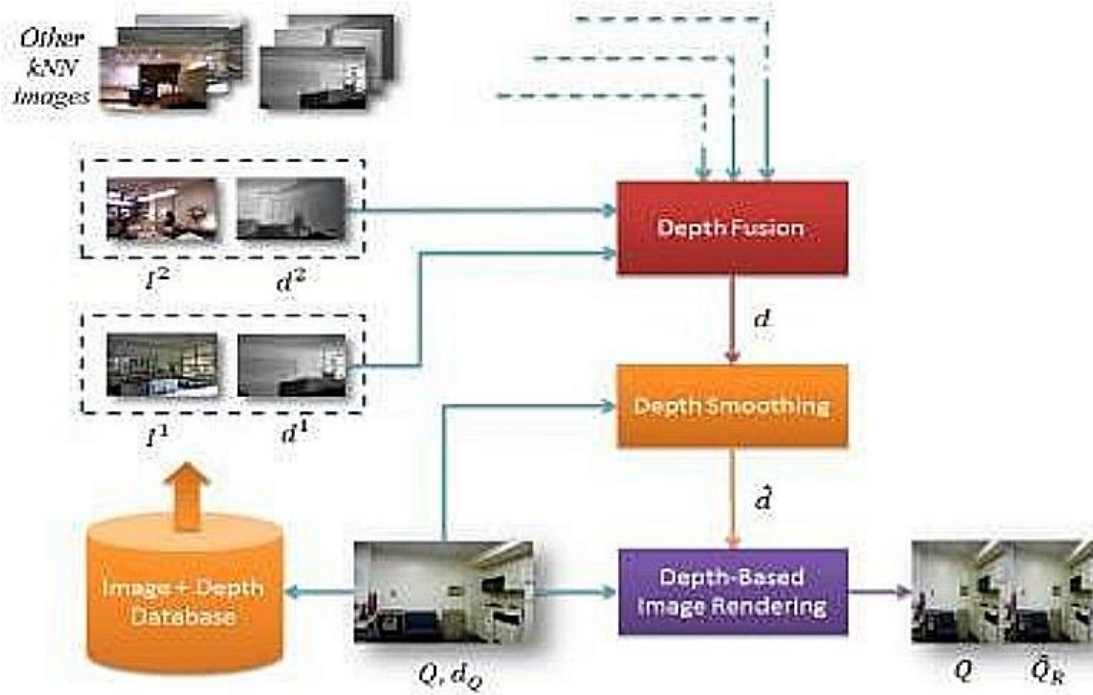 Other
kNN
Images
Depth Fusion
I²
d²
d
Depth Smoothing
I¹
d¹
d̂
Image + Depth
Database
Depth-Based
Image Rendering
Q, d_Q
Q
Q̂_R